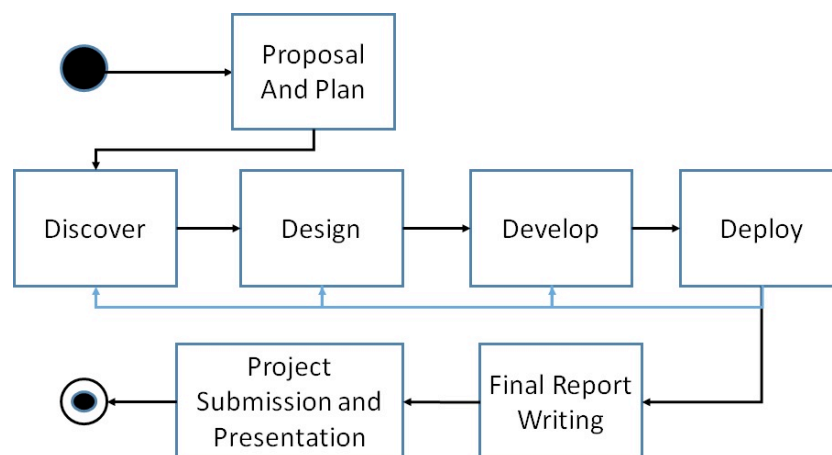 Proposal
And Plan
Discover
Design
Develop
Deploy
Project
Submission and
Presentation
Final Report
Writing